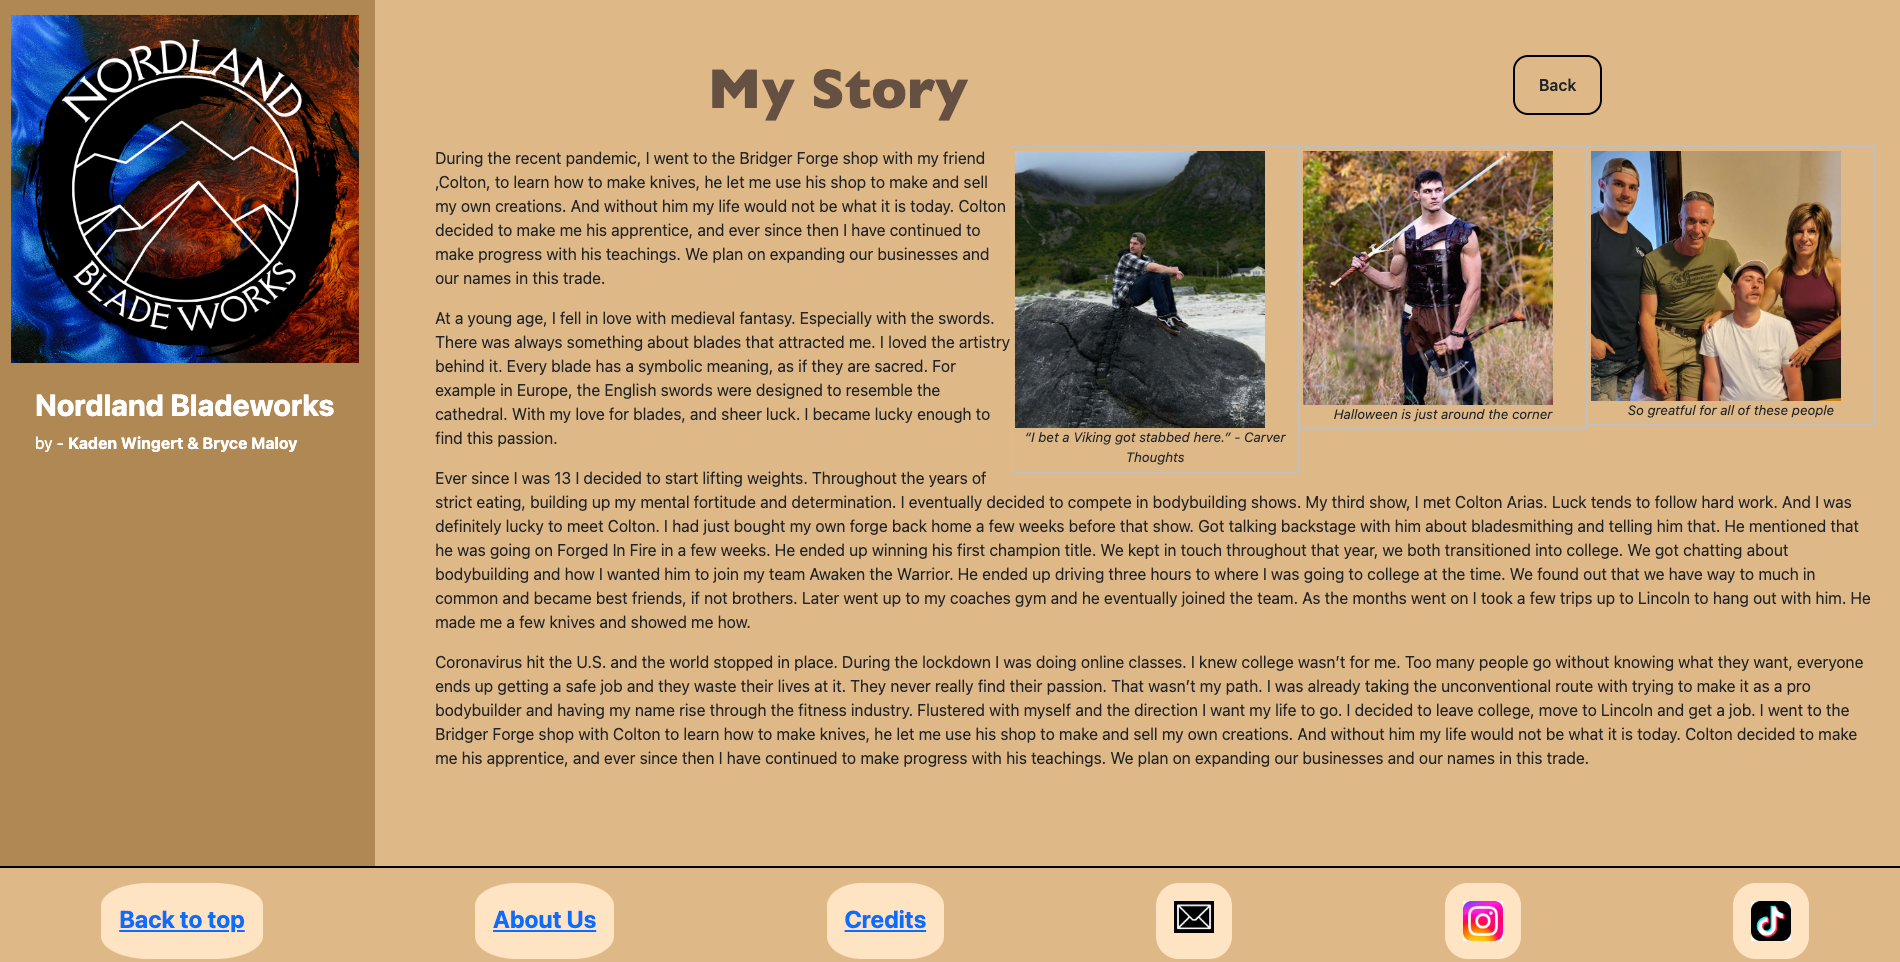 NORDLAND
BLADE WORKS
Nordland Bladeworks
by - Kaden Wingert & Bryce Maloy
My Story
Back
During the recent pandemic, I went to the Bridger Forge shop with my friend
,Colton, to learn how to make knives, he let me use his shop to make and sell
my own creations. And without him my life would not be what it is today. Colton
decided to make me his apprentice, and ever since then I have continued to
make progress with his teachings. We plan on expanding our businesses and
our names in this trade.
At a young age, I fell in love with medieval fantasy. Especially with the swords.
There was always something about blades that attracted me. I loved the artistry
behind it. Every blade has a symbolic meaning, as if they are sacred. For
example in Europe, the English swords were designed to resemble the
cathedral. With my love for blades, and sheer luck. I became lucky enough to
find this passion.
“I bet a Viking got stabbed here.” - Carver
Thoughts
Halloween is just around the corner
So greatful for all of these people
Ever since I was 13 I decided to start lifting weights. Throughout the years of
strict eating, building up my mental fortitude and determination. I eventually decided to compete in bodybuilding shows. My third show, I met Colton Arias. Luck tends to follow hard work. And I was
definitely lucky to meet Colton. I had just bought my own forge back home a few weeks before that show. Got talking backstage with him about bladesmithing and telling him that. He mentioned that
he was going on Forged In Fire in a few weeks. He ended up winning his first champion title. We kept in touch throughout that year, we both transitioned into college. We got chatting about
bodybuilding and how I wanted him to join my team Awaken the Warrior. He ended up driving three hours to where I was going to college at the time. We found out that we have way to much in
common and became best friends, if not brothers. Later went up to my coaches gym and he eventually joined the team. As the months went on I took a few trips up to Lincoln to hang out with him. He
made me a few knives and showed me how.
Coronavirus hit the U.S. and the world stopped in place. During the lockdown I was doing online classes. I knew college wasn’t for me. Too many people go without knowing what they want, everyone
ends up getting a safe job and they waste their lives at it. They never really find their passion. That wasn’t my path. I was already taking the unconventional route with trying to make it as a pro
bodybuilder and having my name rise through the fitness industry. Flustered with myself and the direction I want my life to go. I decided to leave college, move to Lincoln and get a job. I went to the
Bridger Forge shop with Colton to learn how to make knives, he let me use his shop to make and sell my own creations. And without him my life would not be what it is today. Colton decided to make
me his apprentice, and ever since then I have continued to make progress with his teachings. We plan on expanding our businesses and our names in this trade.
Back to top
About Us
Credits